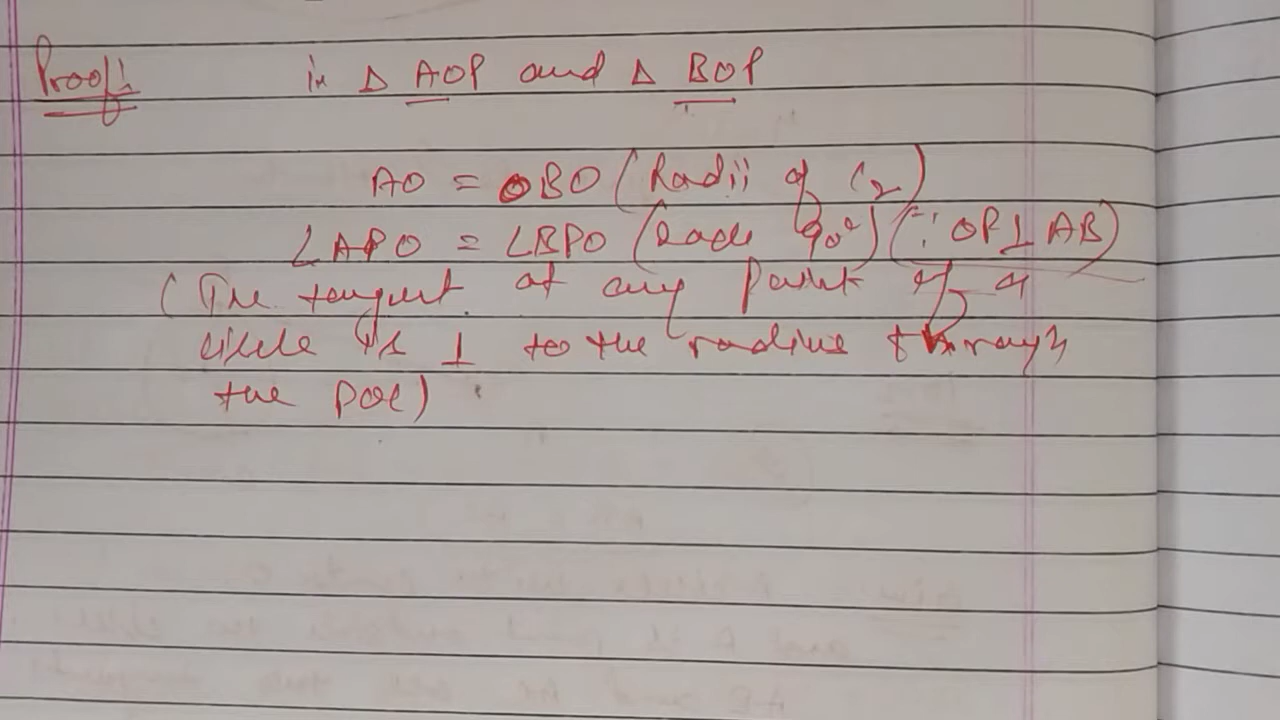 Proof:
in Δ AOP and Δ BOP
AO = OBO (Radii of C2)
∠APO = ∠BPO (Each 90°) (∵ OP⊥AB)
(The tangent at any point of a
circle is ⊥ to the radius through
the poc)